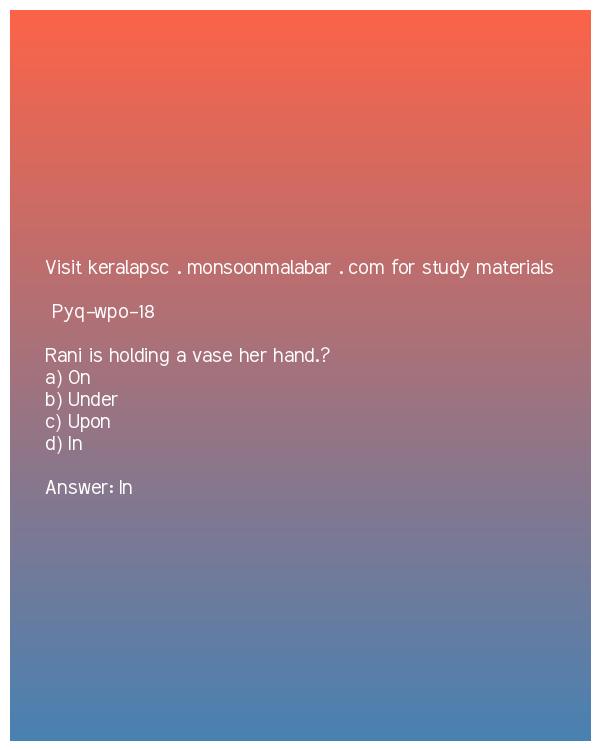 Visit keralapsc . monsoonmalabar . com for study materials
Pyq-wpo-18
Rani is holding a vase her hand.?
a) On
b) Under
c) Upon
d) In
Answer: In